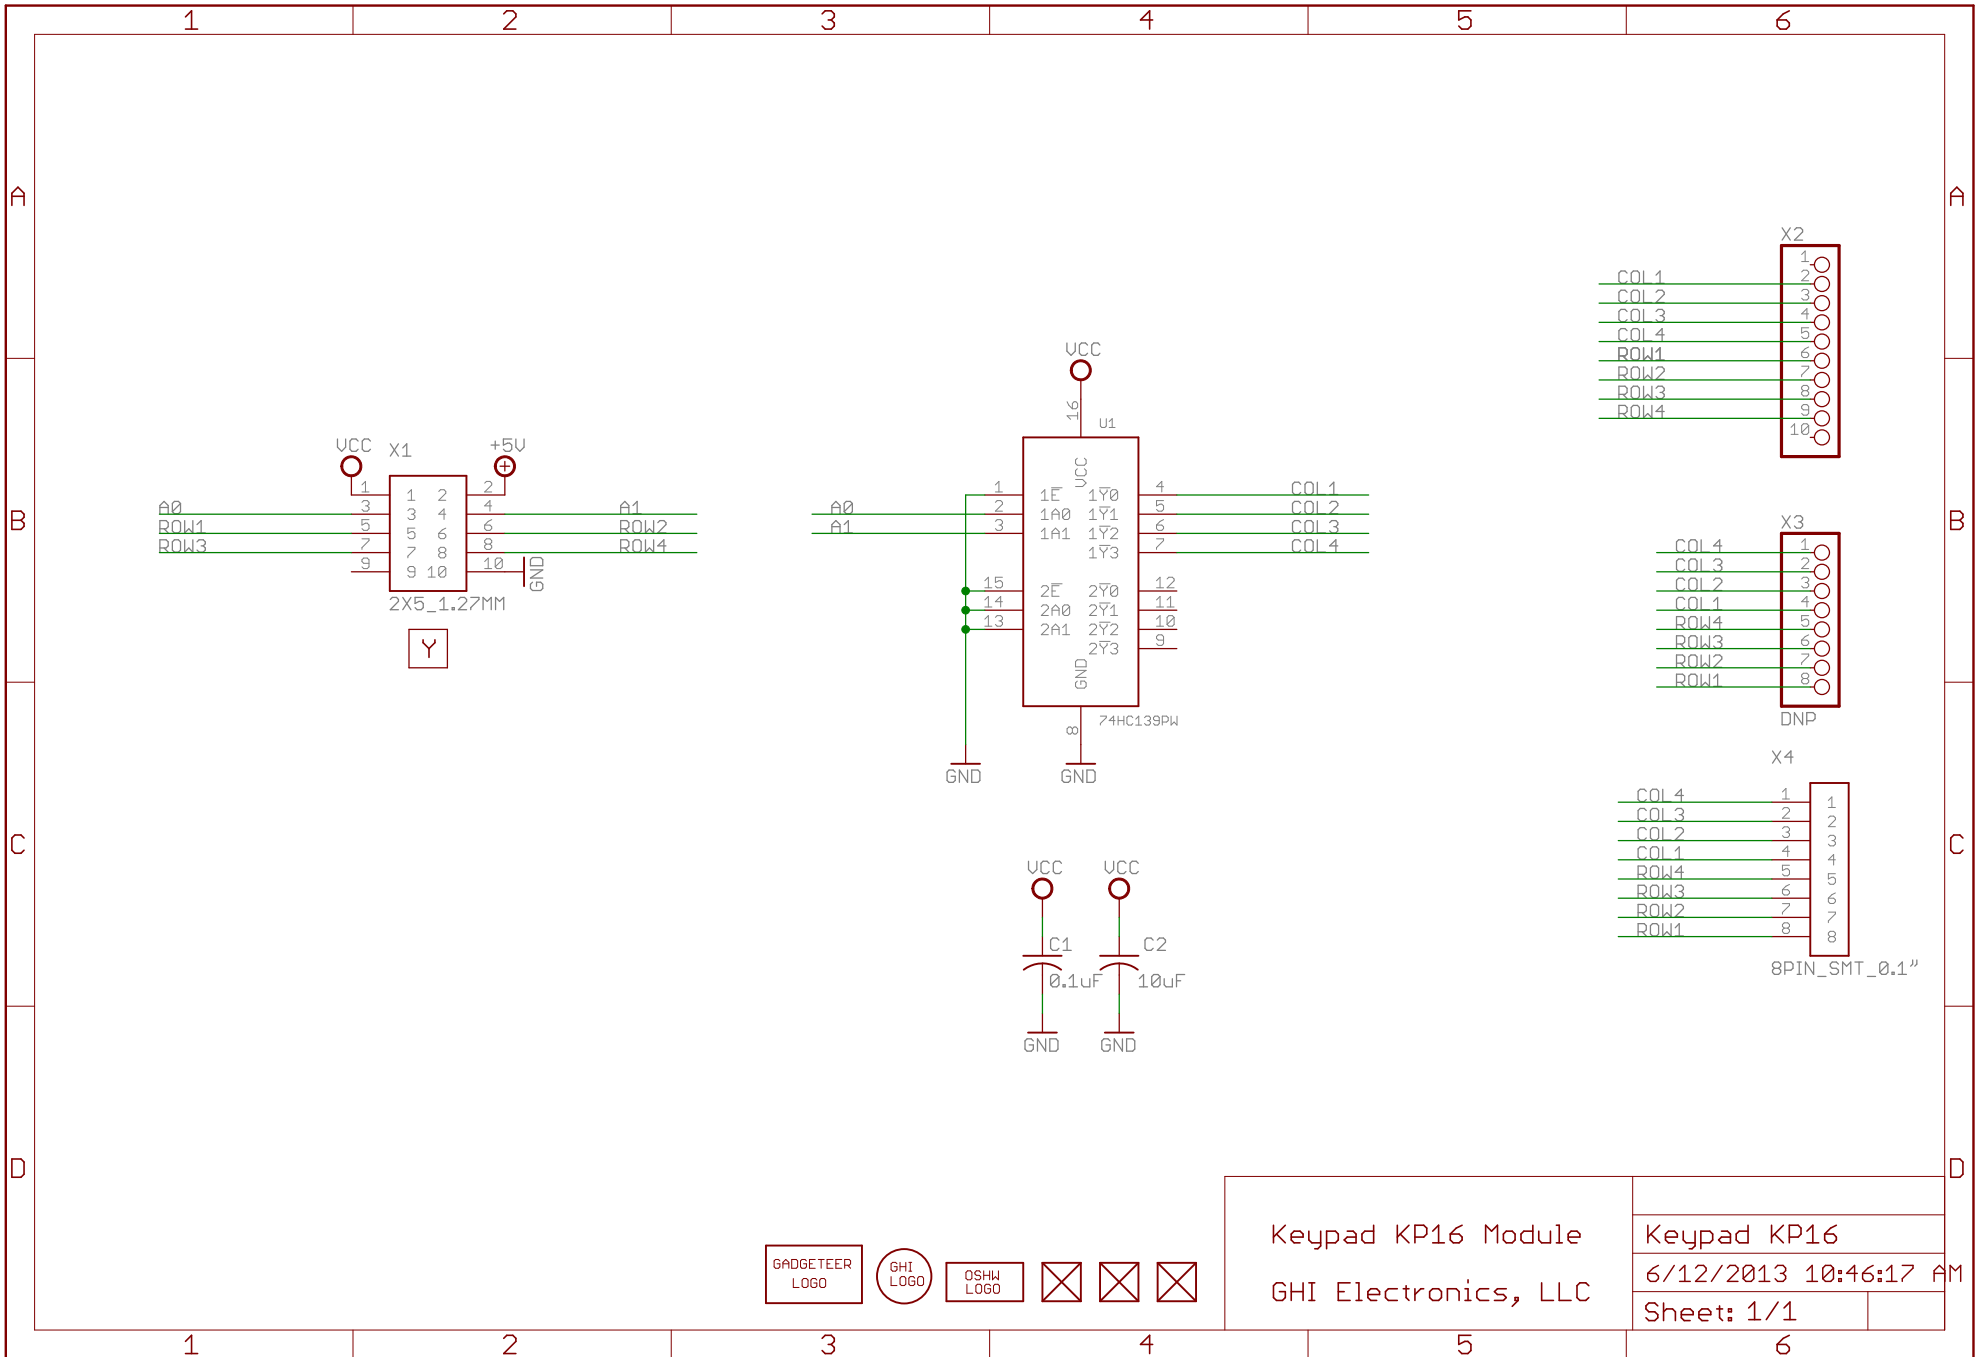 1 2 3 4 5 6
A A
B B
C C
D D
VCC
X1
+5V
1 1 2 2
A0 3 3 4 4 A1
ROW1 5 5 6 6 ROW2
ROW3 7 7 8 8 ROW4
9 9 10 10 GND
2X5_1.27MM
Y
VCC
16
U1
VCC
1 1E 1Y0 4 COL1
A0 2 1A0 1Y1 5 COL2
A1 3 1A1 1Y2 6 COL3
1Y3 7 COL4
15 2E 2Y0 12
14 2A0 2Y1 11
13 2A1 2Y2 10
2Y3 9
GND
8
74HC139PW
GND GND
VCC VCC
C1 C2
0.1uF 10uF
GND GND
X2
1
COL1 2
COL2 3
COL3 4
COL4 5
ROW1 6
ROW2 7
ROW3 8
ROW4 9
10
X3
COL4 1
COL3 2
COL2 3
COL1 4
ROW4 5
ROW3 6
ROW2 7
ROW1 8
DNP
X4
COL4 1 1
COL3 2 2
COL2 3 3
COL1 4 4
ROW4 5 5
ROW3 6 6
ROW2 7 7
ROW1 8 8
8PIN_SMT_0.1"
GADGETEER
LOGO
GHI
LOGO
OSHW
LOGO
Keypad KP16 Module
GHI Electronics, LLC
Keypad KP16
6/12/2013 10:46:17 AM
Sheet: 1/1
1 2 3 4 5 6